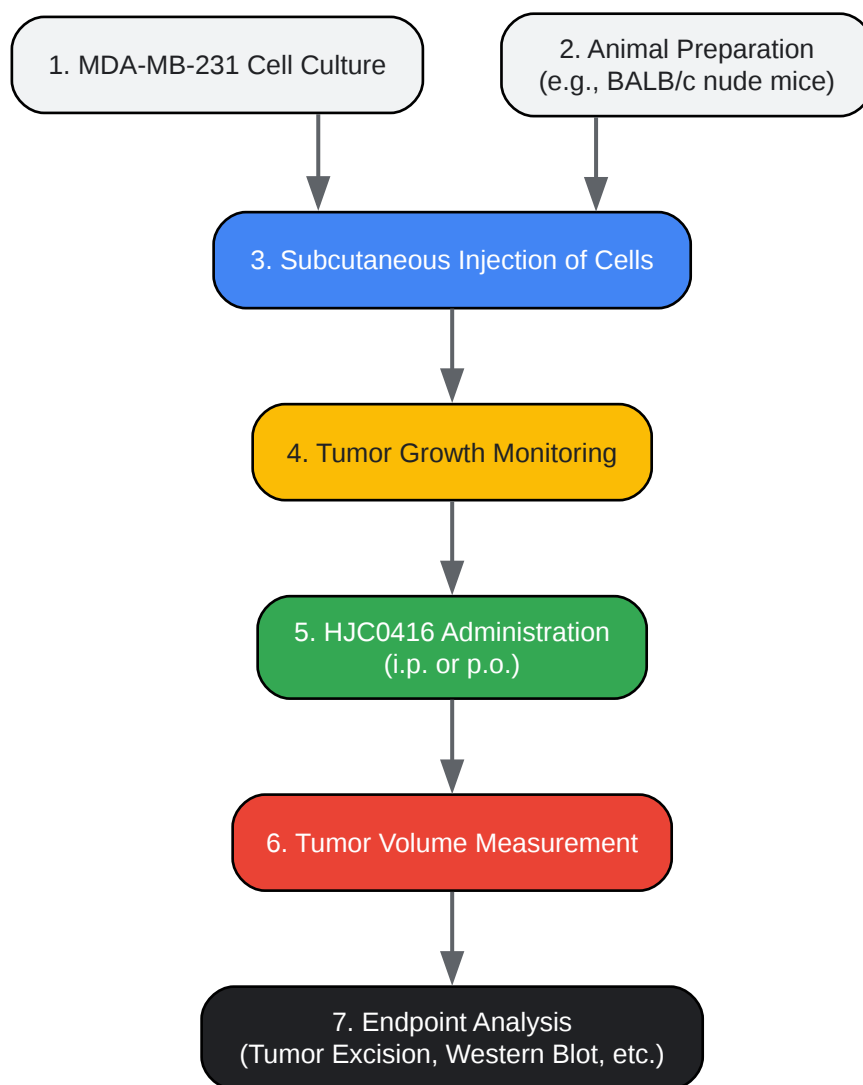 1. MDA-MB-231 Cell Culture
2. Animal Preparation
(e.g., BALB/c nude mice)
3. Subcutaneous Injection of Cells
4. Tumor Growth Monitoring
5. HJC0416 Administration
(i.p. or p.o.)
6. Tumor Volume Measurement
7. Endpoint Analysis
(Tumor Excision, Western Blot, etc.)